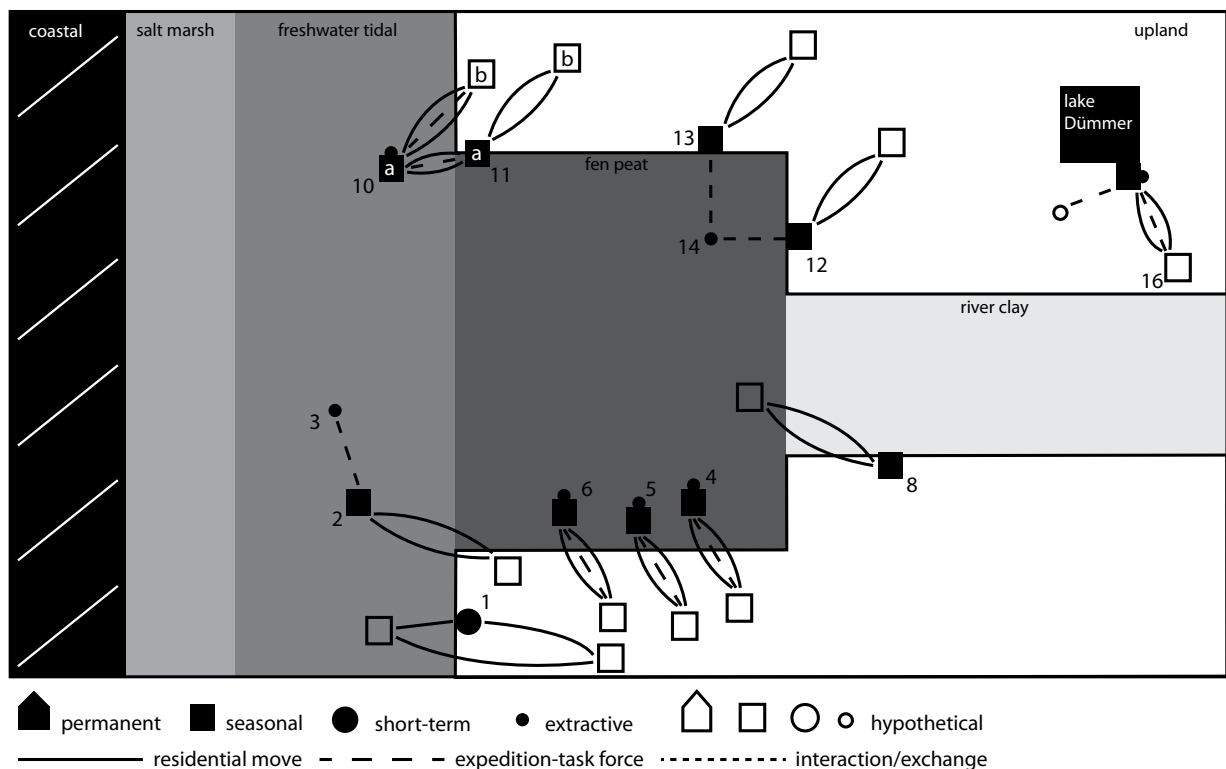 coastal
salt marsh
freshwater tidal
upland
b
b
lake
Dümmer
13
a
a
10
11
fen peat
14
12
16
river clay
3
8
2
6
5
4
1
permanent
seasonal
short-term
extractive
hypothetical
residential move
expedition-task force
interaction/exchange